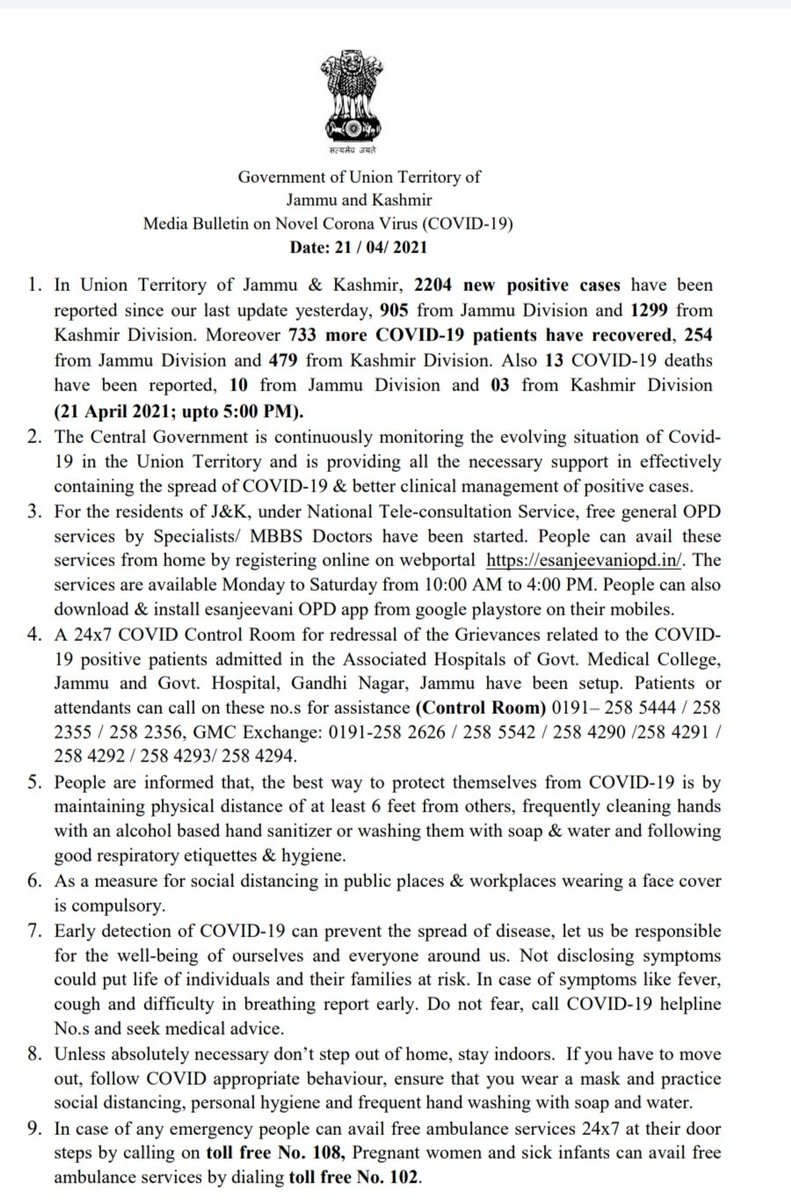 सत्यमेव जयते
Government of Union Territory of
Jammu and Kashmir
Media Bulletin on Novel Corona Virus (COVID-19)
Date: 21 / 04/ 2021
1. In Union Territory of Jammu & Kashmir, 2204 new positive cases have been
reported since our last update yesterday, 905 from Jammu Division and 1299 from
Kashmir Division. Moreover 733 more COVID-19 patients have recovered, 254
from Jammu Division and 479 from Kashmir Division. Also 13 COVID-19 deaths
have been reported, 10 from Jammu Division and 03 from Kashmir Division
(21 April 2021; upto 5:00 PM).
2. The Central Government is continuously monitoring the evolving situation of Covid-
19 in the Union Territory and is providing all the necessary support in effectively
containing the spread of COVID-19 & better clinical management of positive cases.
3. For the residents of J&K, under National Tele-consultation Service, free general OPD
services by Specialists/ MBBS Doctors have been started. People can avail these
services from home by registering online on webportal https://esanjeevaniopd.in/. The
services are available Monday to Saturday from 10:00 AM to 4:00 PM. People can also
download & install esanjeevani OPD app from google playstore on their mobiles.
4. A 24x7 COVID Control Room for redressal of the Grievances related to the COVID-
19 positive patients admitted in the Associated Hospitals of Govt. Medical College,
Jammu and Govt. Hospital, Gandhi Nagar, Jammu have been setup. Patients or
attendants can call on these no.s for assistance (Control Room) 0191– 258 5444 / 258
2355 / 258 2356, GMC Exchange: 0191-258 2626 / 258 5542 / 258 4290 /258 4291 /
258 4292 / 258 4293/ 258 4294.
5. People are informed that, the best way to protect themselves from COVID-19 is by
maintaining physical distance of at least 6 feet from others, frequently cleaning hands
with an alcohol based hand sanitizer or washing them with soap & water and following
good respiratory etiquettes & hygiene.
6. As a measure for social distancing in public places & workplaces wearing a face cover
is compulsory.
7. Early detection of COVID-19 can prevent the spread of disease, let us be responsible
for the well-being of ourselves and everyone around us. Not disclosing symptoms
could put life of individuals and their families at risk. In case of symptoms like fever,
cough and difficulty in breathing report early. Do not fear, call COVID-19 helpline
No.s and seek medical advice.
8. Unless absolutely necessary don’t step out of home, stay indoors. If you have to move
out, follow COVID appropriate behaviour, ensure that you wear a mask and practice
social distancing, personal hygiene and frequent hand washing with soap and water.
9. In case of any emergency people can avail free ambulance services 24x7 at their door
steps by calling on toll free No. 108, Pregnant women and sick infants can avail free
ambulance services by dialing toll free No. 102.